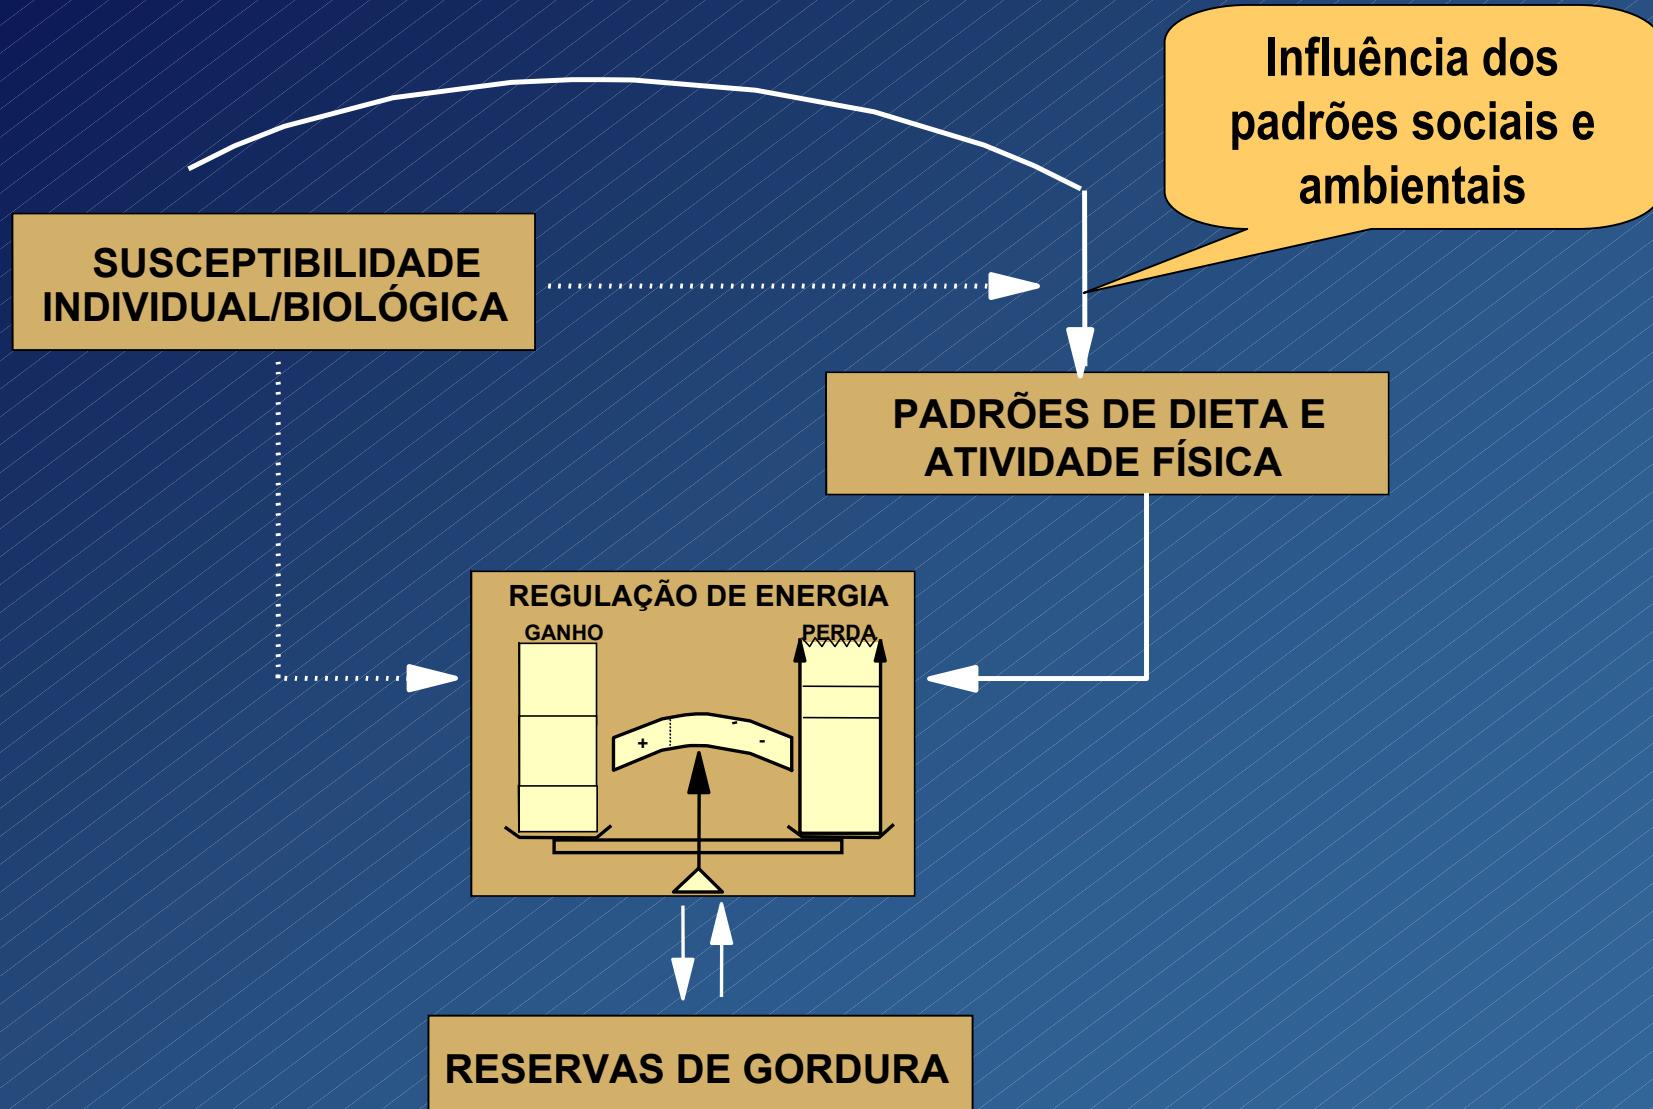 Influência dos
padrões sociais e
ambientais
SUSCEPTIBILIDADE
INDIVIDUAL/BIOLÓGICA
PADRÕES DE DIETA E
ATIVIDADE FÍSICA
REGULAÇÃO DE ENERGIA
GANHO PERDA
+ - -
RESERVAS DE GORDURA